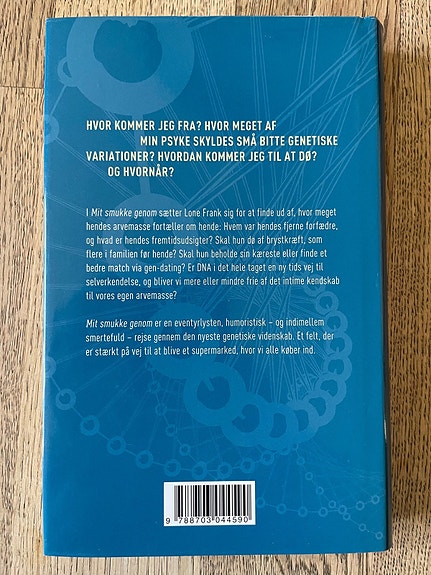 HVOR KOMMER JEG FRA? HVOR MEGET AF
MIN PSYKE SKYLDES SMÅ BITTE GENETISKE
VARIATIONER? HVORDAN KOMMER JEG TIL AT DØ?
OG HVORNÅR?
I Mit smukke genom sætter Lone Frank sig for at finde ud af, hvor meget
hendes arvemasse fortæller om hende: Hvem var hendes fjerne forfædre,
og hvad er hendes fremtidsudsigter? Skal hun dø af brystkræft, som
flere i familien før hende? Skal hun beholde sin kæreste eller finde et
bedre match via gen-dating? Er DNA i det hele taget en ny tids vej til
selverkendelse, og bliver vi mere eller mindre frie af det intime kendskab
til vores egen arvemasse?
Mit smukke genom er en eventyrlysten, humoristisk – og indimellem
smertefuld – rejse gennem den nyeste genetiske videnskab. Et felt, der
er stærkt på vej til at blive et supermarked, hvor vi alle køber ind.
9 788703 044590